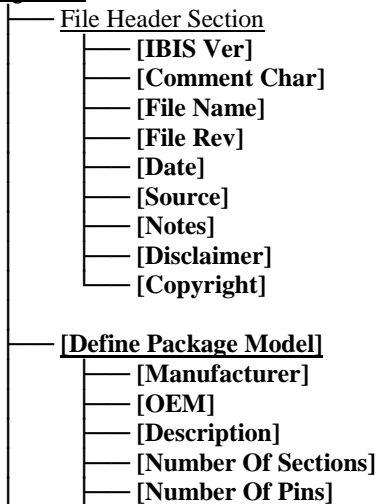 File Header Section
[IBIS Ver]
[Comment Char]
[File Name]
[File Rev]
[Date]
[Source]
[Notes]
[Disclaimer]
[Copyright]
[Define Package Model]
[Manufacturer]
[OEM]
[Description]
[Number Of Sections]
[Number Of Pins]